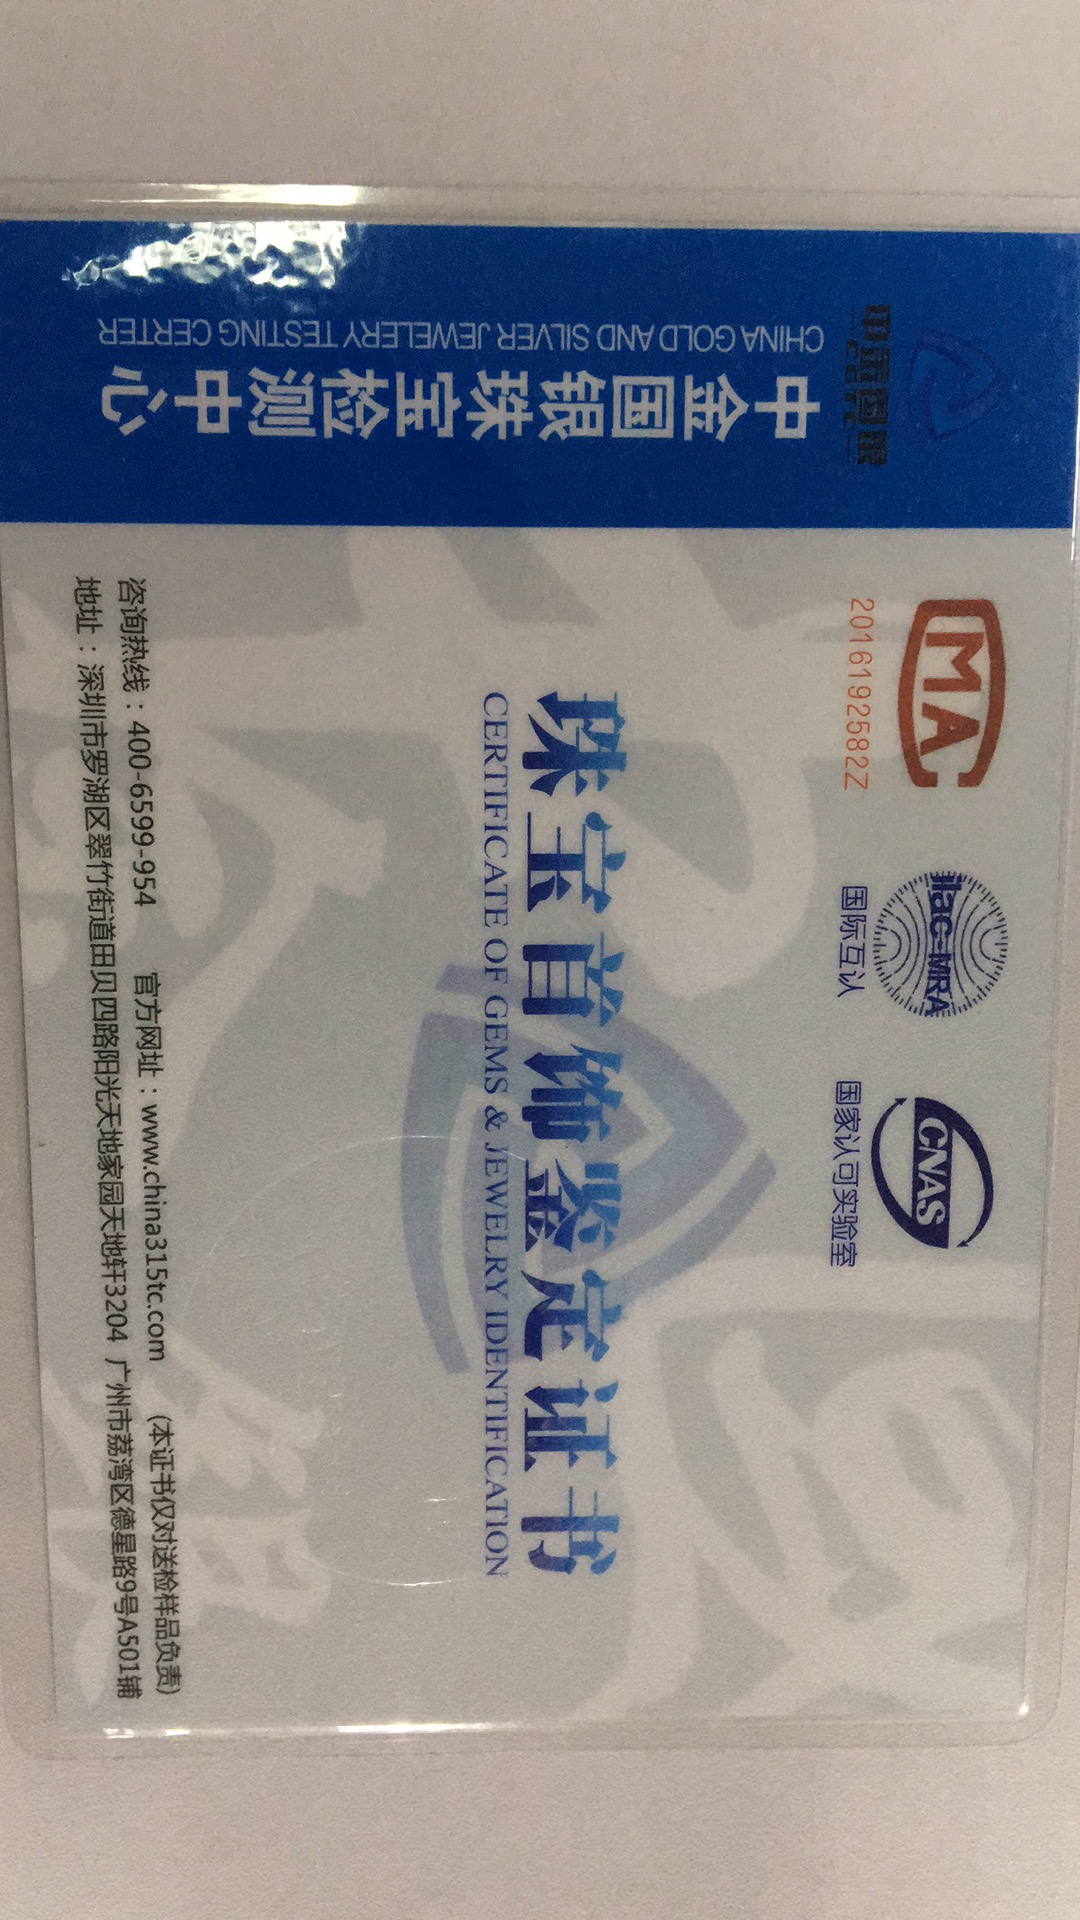 中金国银
中金国银珠宝检测中心
CHINA GOLD AND SILVER JEWELERY TESTING CERTER
MA
2016192582Z
ilac-MRA
国际互认
CNAS
国家认可实验室
珠宝首饰鉴定证书
CERTIFICATE OF GEMS & JEWELRY IDENTIFICATION
咨询热线：400-6599-954 官方网址：www.china315tc.com (本证书仅对送检样品负责)
地址：深圳市罗湖区翠竹街道田贝四路阳光天地家园天地轩3204 广州市荔湾区德星路9号A501铺